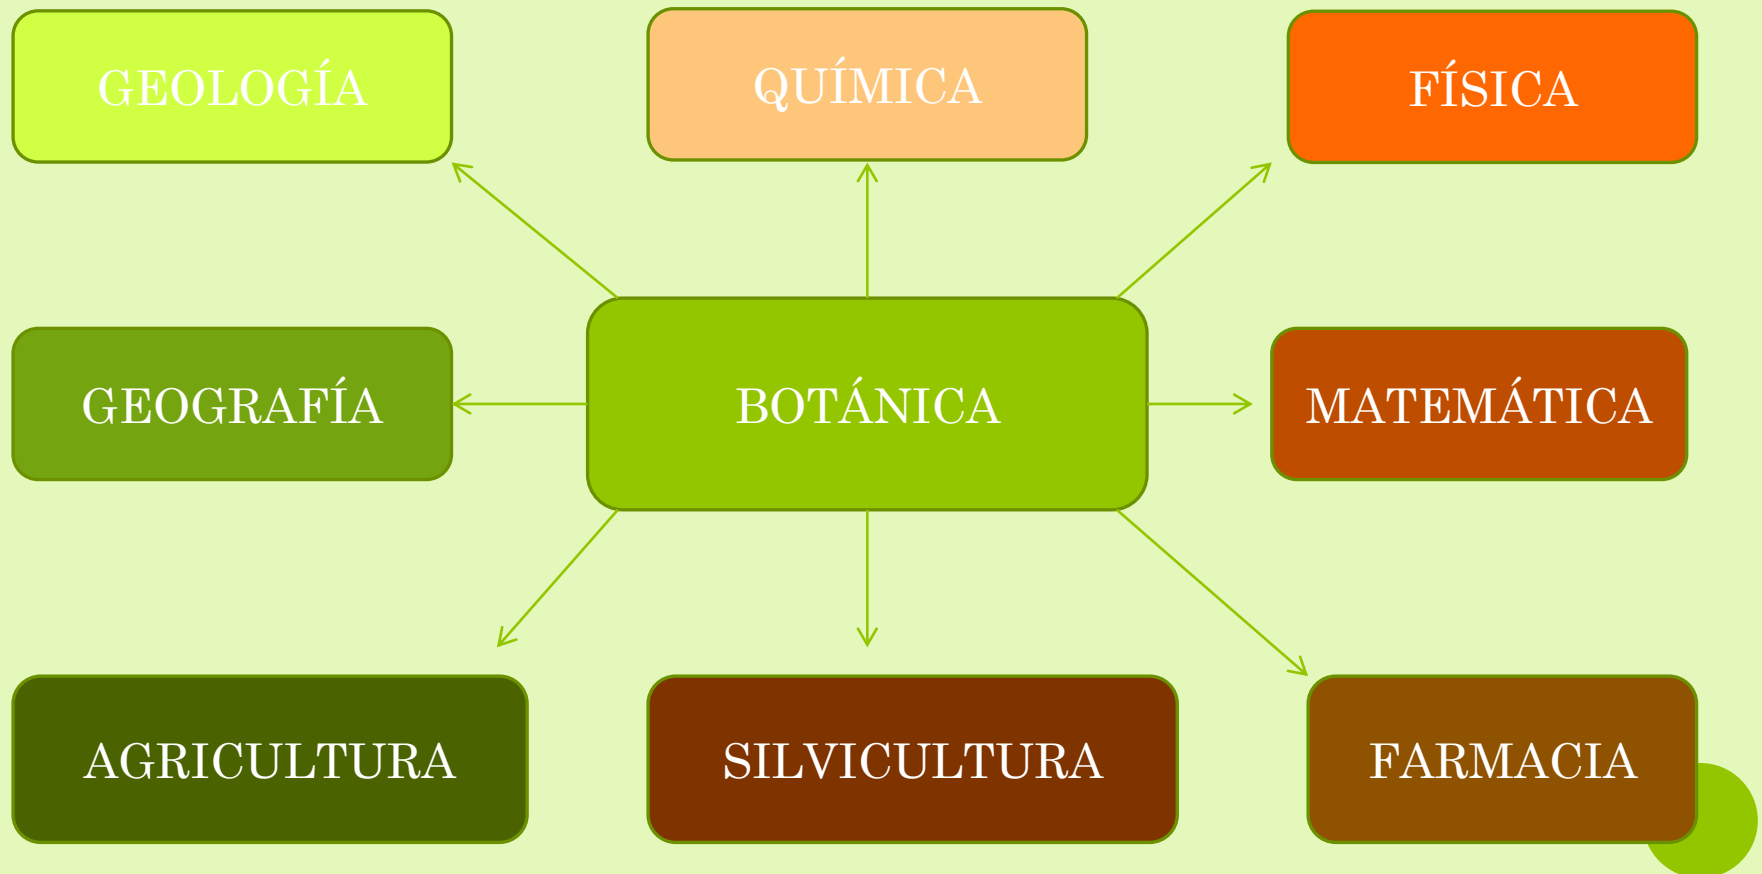 GEOLOGÍA
QUÍMICA
FÍSICA
GEOGRAFÍA
BOTÁNICA
MATEMÁTICA
AGRICULTURA
SILVICULTURA
FARMACIA